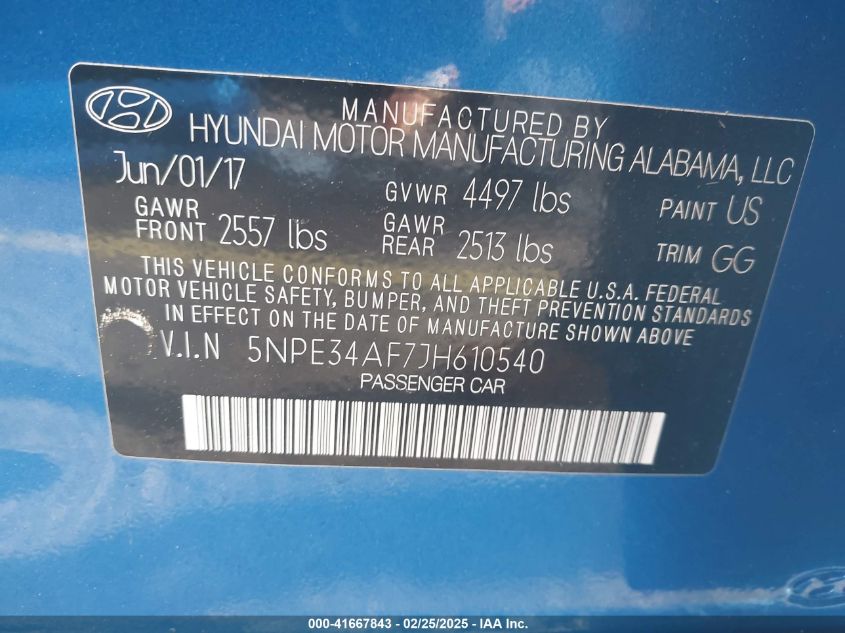 MANUFACTURED BY
HYUNDAI MOTOR MANUFACTURING ALABAMA, LLC
Jun/01/17
GVWR 4497 lbs
PAINT US
GAWR FRONT 2557 lbs
GAWR REAR 2513 lbs
TRIM GG
THIS VEHICLE CONFORMS TO ALL APPLICABLE U.S.A. FEDERAL
MOTOR VEHICLE SAFETY, BUMPER, AND THEFT PREVENTION STANDARDS
IN EFFECT ON THE DATE OF MANUFACTURE SHOWN ABOVE
V.I.N 5NPE34AF7JH610540
PASSENGER CAR
000-41667843 - 02/25/2025 - IAA Inc.